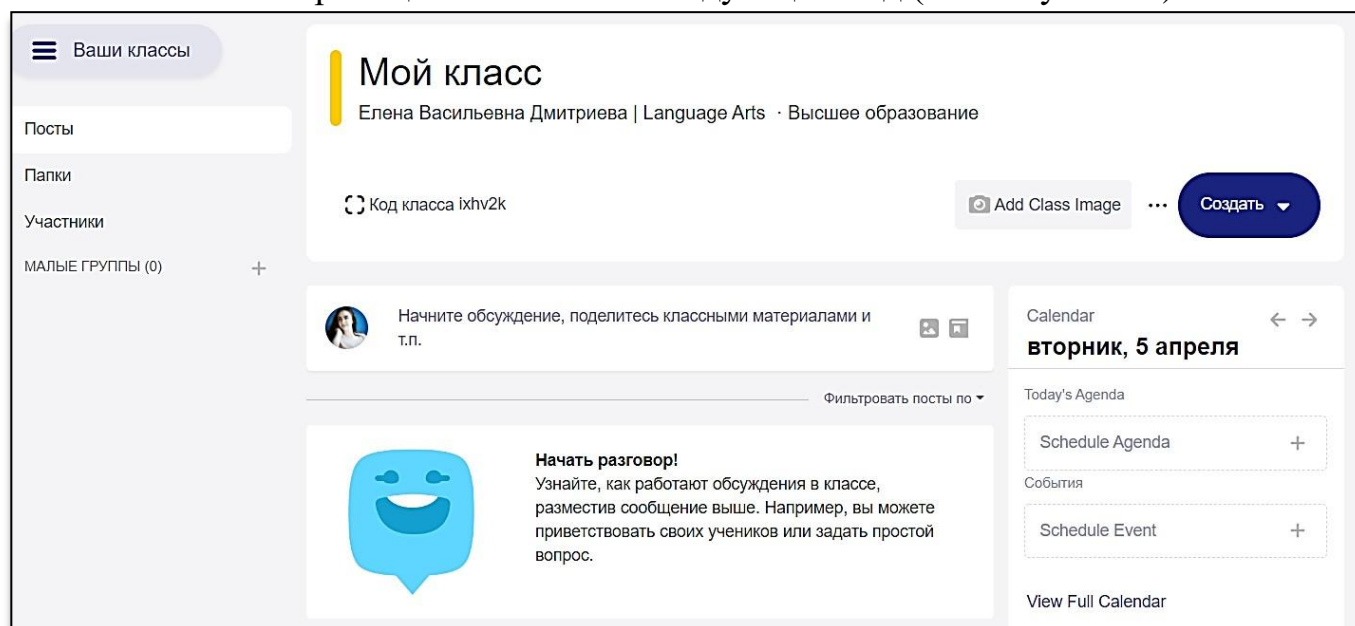 Ваши классы
Посты
Папки
Участники
МАЛЫЕ ГРУППЫ (0)
Мой класс
Елена Васильевна Дмитриева | Language Arts · Высшее образование
Код класса ixhv2k
Add Class Image
Создать
Начните обсуждение, поделитесь классными материалами и
т.п.
Фильтровать посты по
Начать разговор!
Узнайте, как работают обсуждения в классе,
разместив сообщение выше. Например, вы можете
приветствовать своих учеников или задать простой
вопрос.
Calendar
вторник, 5 апреля
Today's Agenda
Schedule Agenda
События
Schedule Event
View Full Calendar